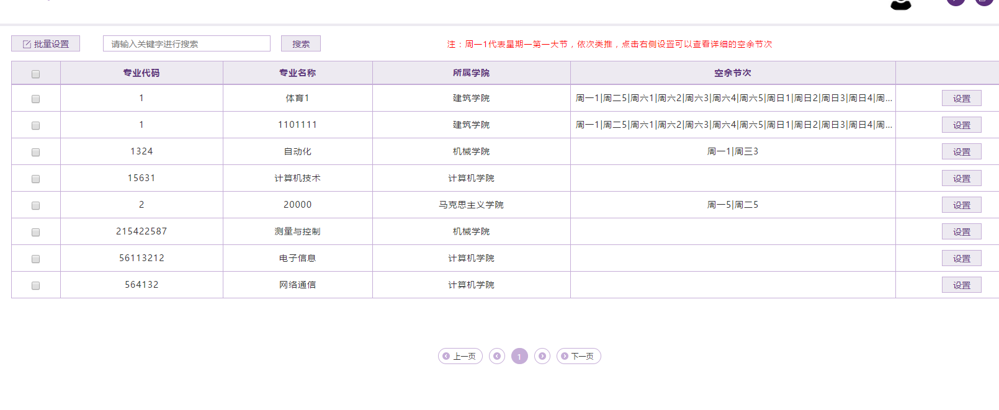 批量设置 请输入关键字进行搜索 搜索 注：周一1代表星期一第一大节，依次类推，点击右侧设置可以查看详细的空余节次
专业代码 专业名称 所属学院 空余节次
1 体育1 建筑学院 周一1|周二5|周六1|周六2|周六3|周六4|周六5|周日1|周日2|周日3|周日4|周... 设置
1 1101111 建筑学院 周一1|周二5|周六1|周六2|周六3|周六4|周六5|周日1|周日2|周日3|周日4|周... 设置
1324 自动化 机械学院 周一1|周三3 设置
15631 计算机技术 计算机学院 设置
2 20000 马克思主义学院 周一5|周二5 设置
215422587 测量与控制 机械学院 设置
56113212 电子信息 计算机学院 设置
564132 网络通信 计算机学院 设置
上一页 1 下一页